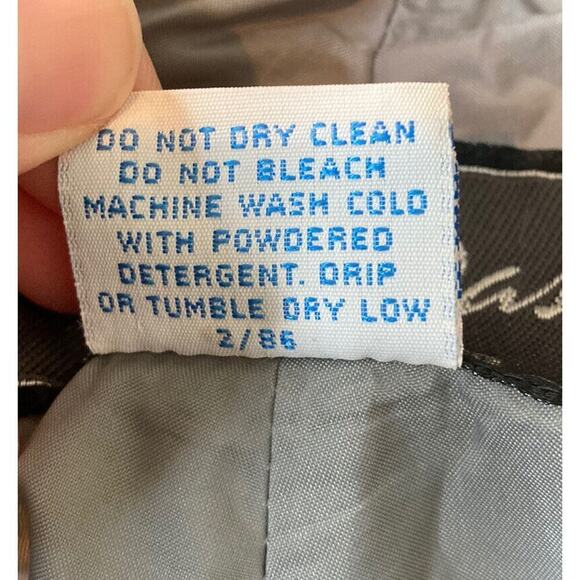 DO NOT DRY CLEAN
DO NOT BLEACH
MACHINE WASH COLD
WITH POWDERED
DETERGENT. DRIP
OR TUMBLE DRY LOW
2/86